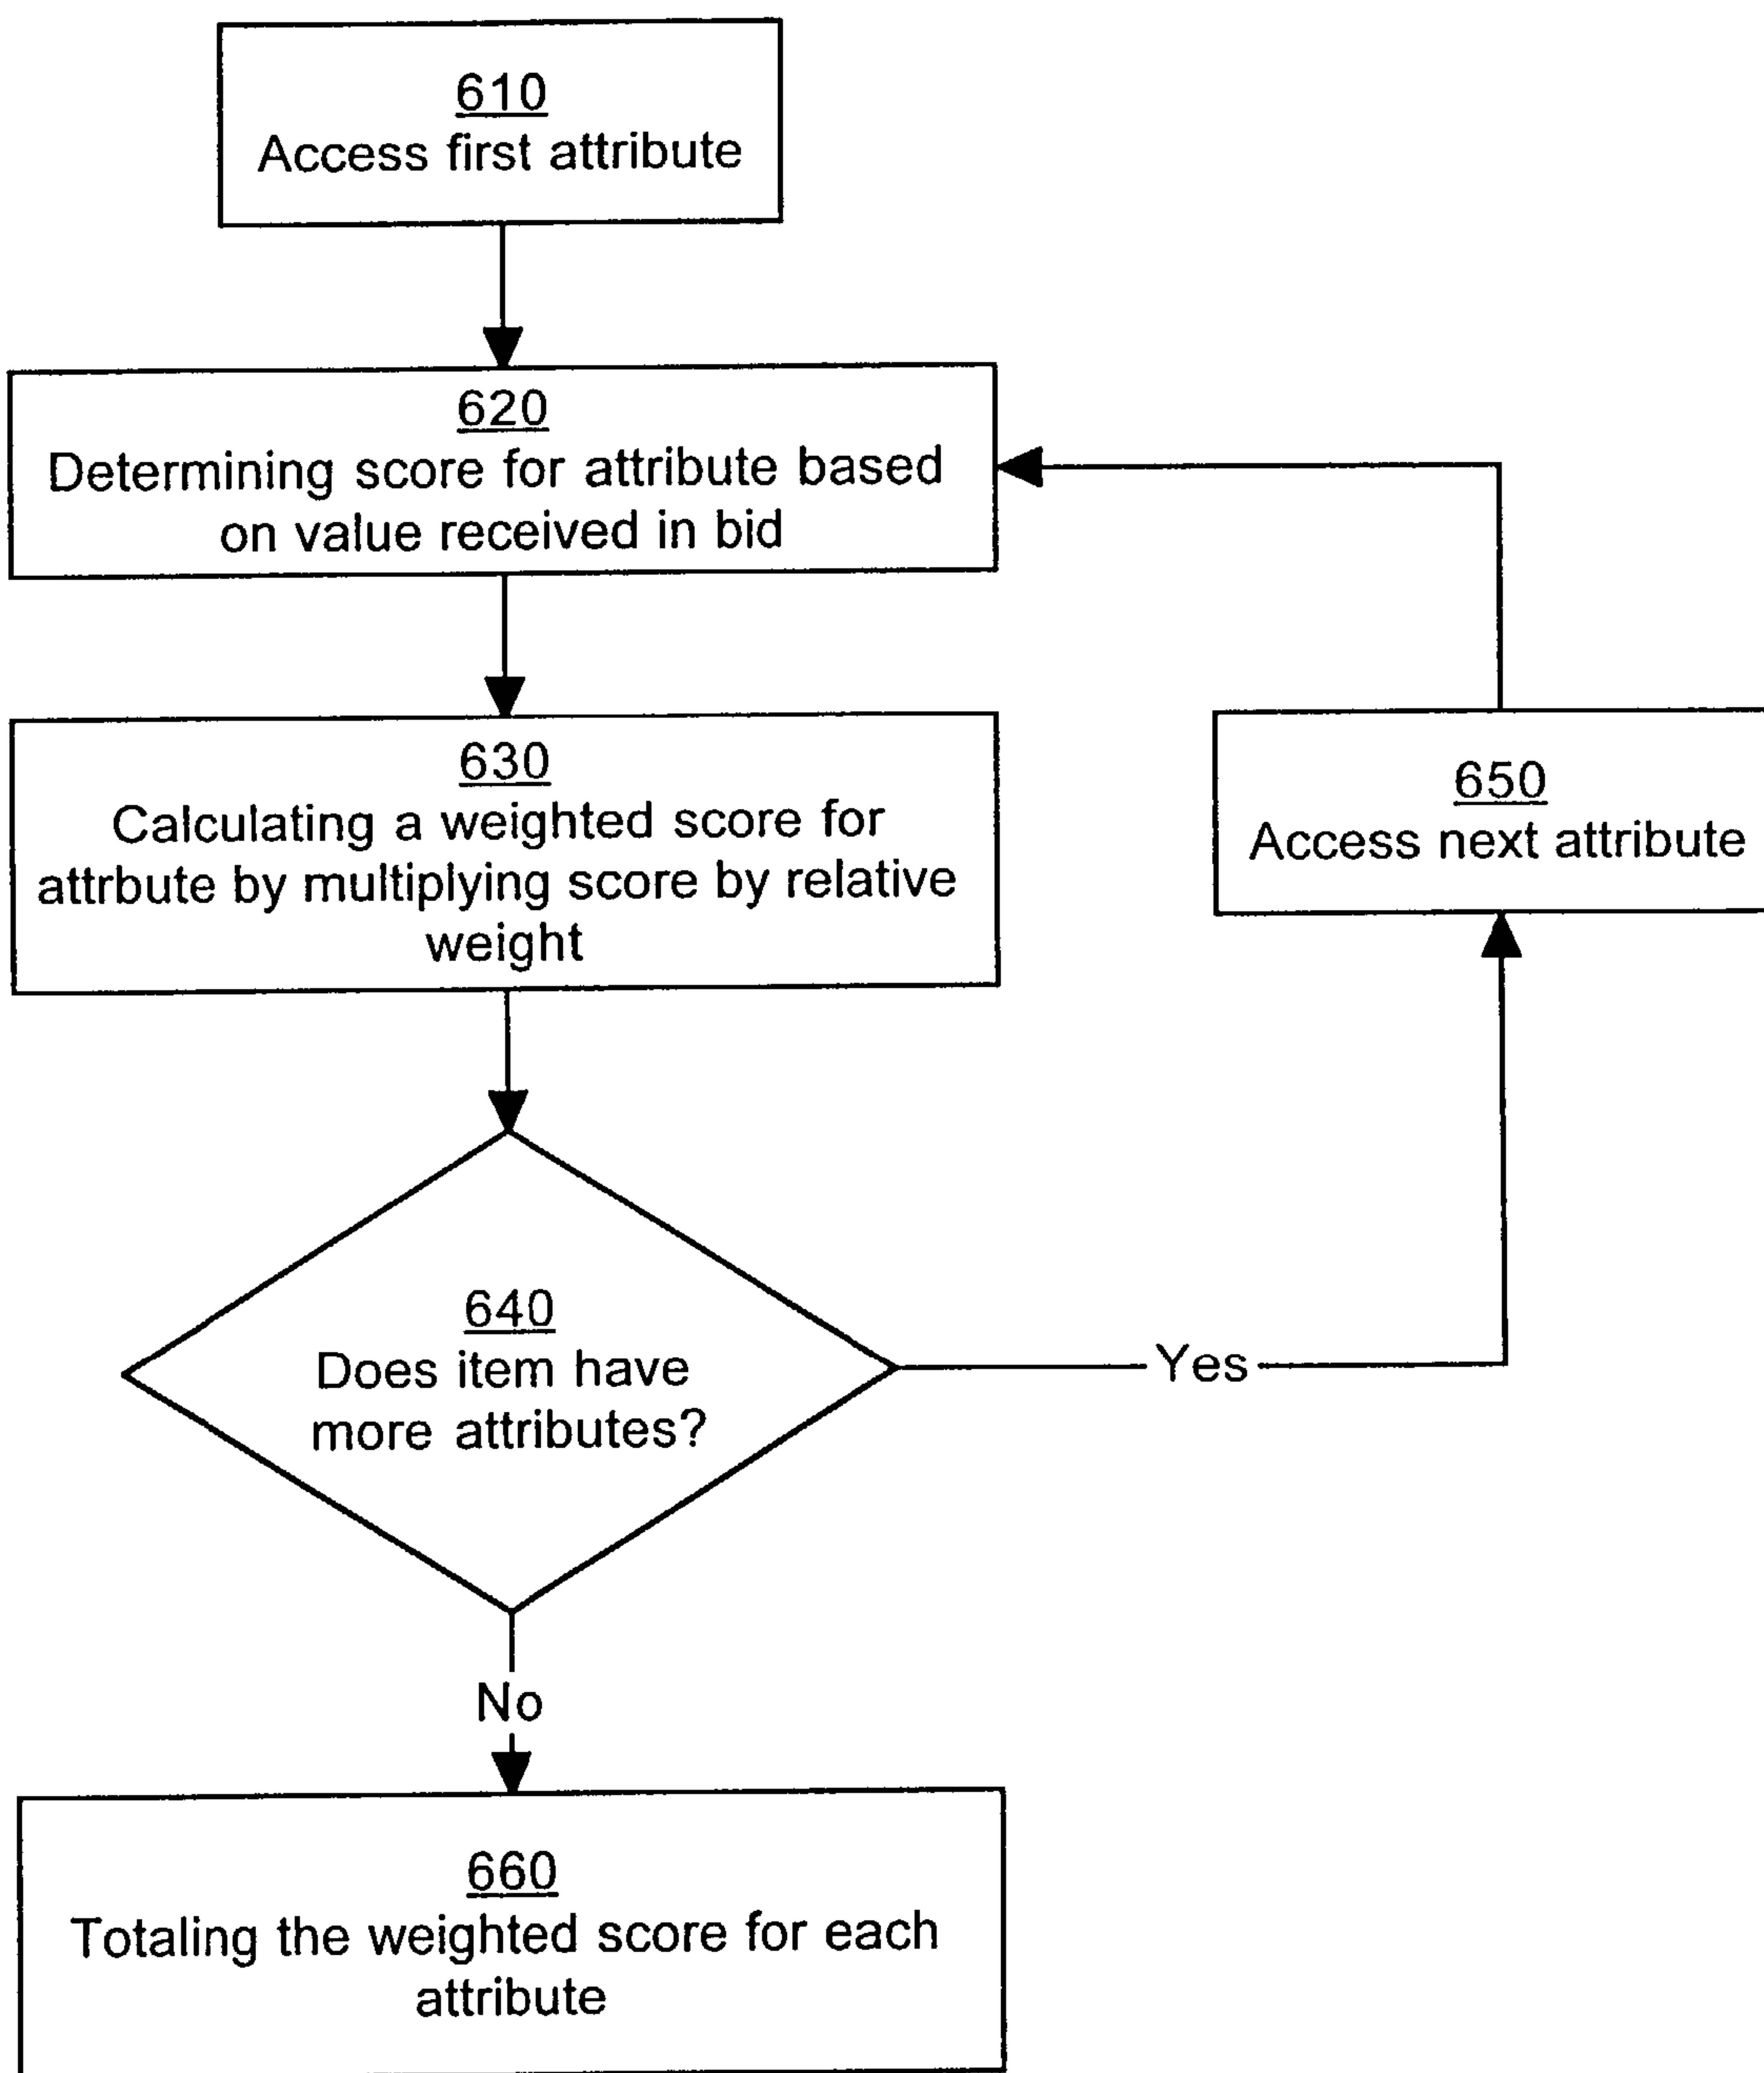 610
Access first attribute
620
Determining score for attribute based
on value received in bid
630
Calculating a weighted score for
attrbute by multiplying score by relative
weight
650
Access next attribute
640
Does item have
more attributes?
Yes
No
660
Totaling the weighted score for each
attribute